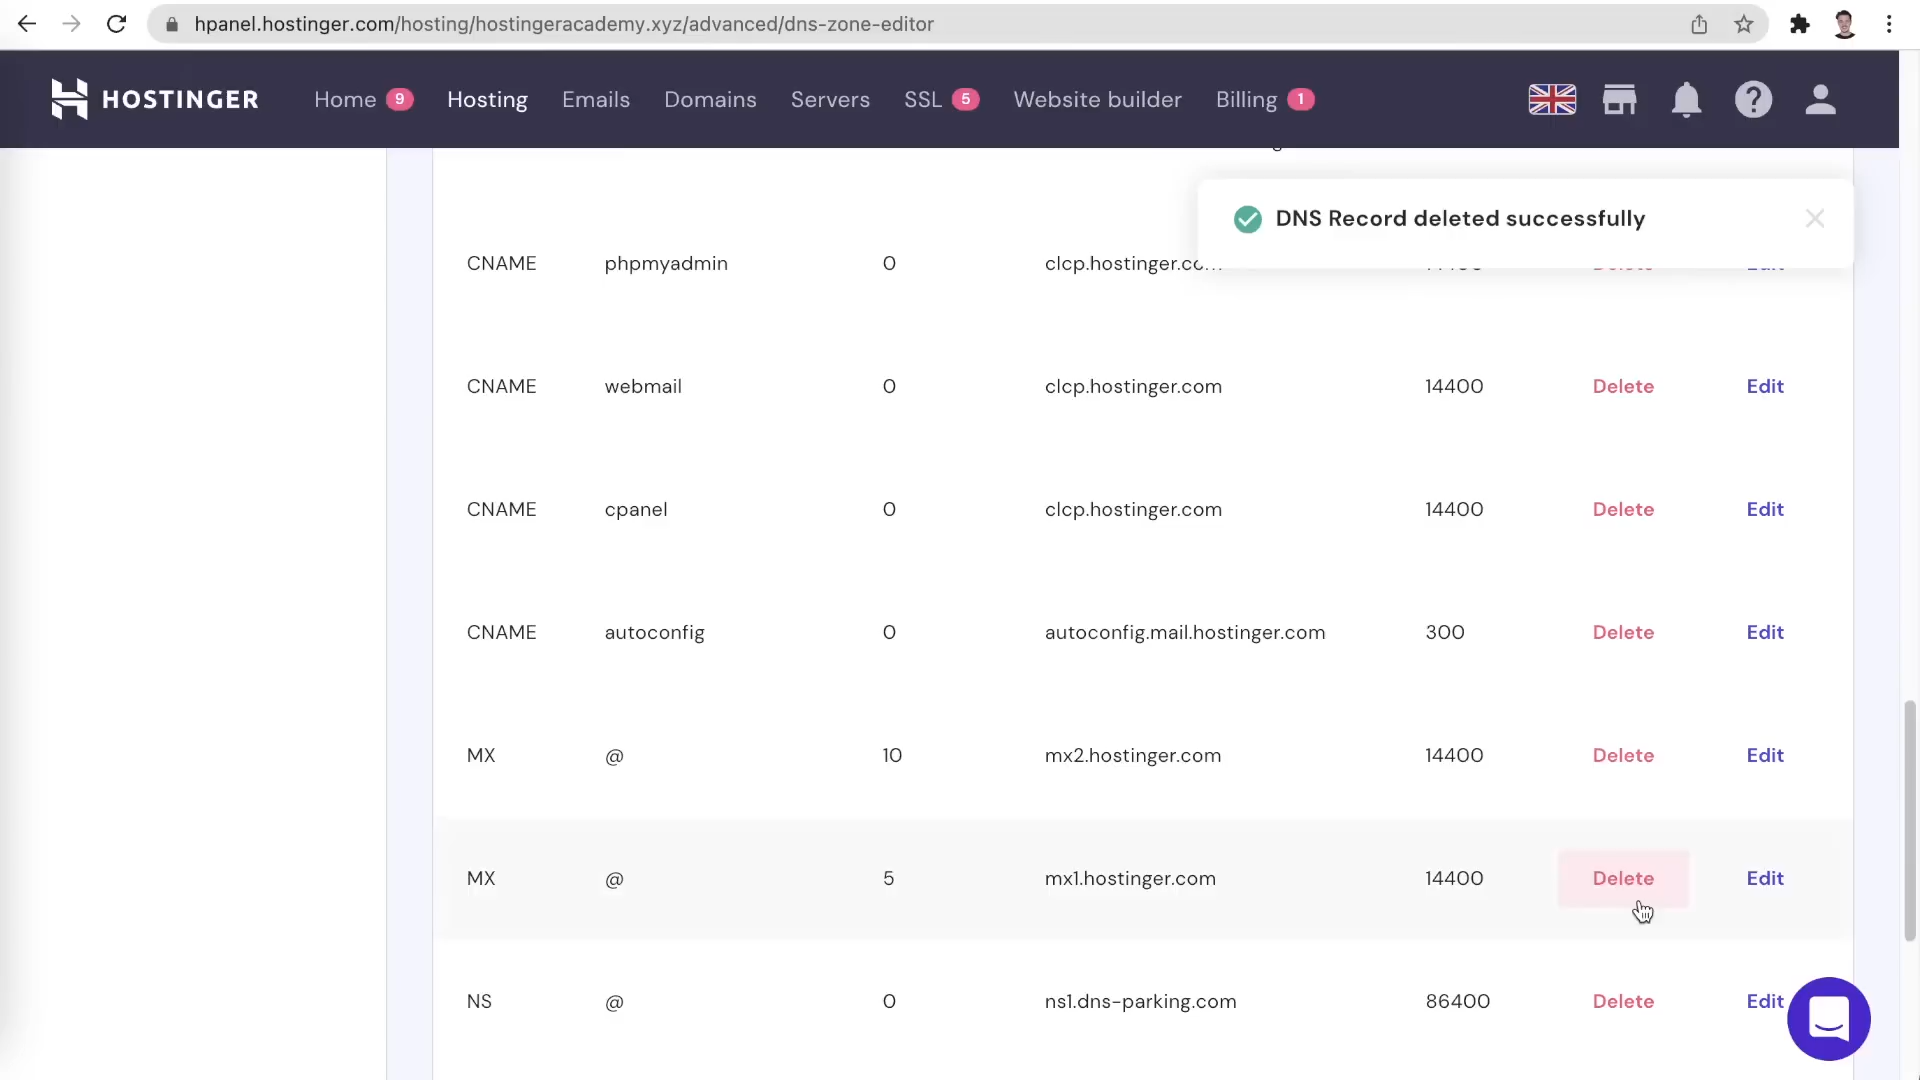 hpanel.hostinger.com/hosting/hostingeracademy.xyz/advanced/dns-zone-editor
HOSTINGER Home 9 Hosting Emails Domains Servers SSL 5 Website builder Billing 1
DNS Record deleted successfully
CNAME phpmyadmin 0 clcp.hostinger.com
CNAME webmail 0 clcp.hostinger.com 14400 Delete Edit
CNAME cpanel 0 clcp.hostinger.com 14400 Delete Edit
CNAME autoconfig 0 autoconfig.mail.hostinger.com 300 Delete Edit
MX @ 10 mx2.hostinger.com 14400 Delete Edit
MX @ 5 mx1.hostinger.com 14400 Delete Edit
NS @ 0 ns1.dns-parking.com 86400 Delete Edit